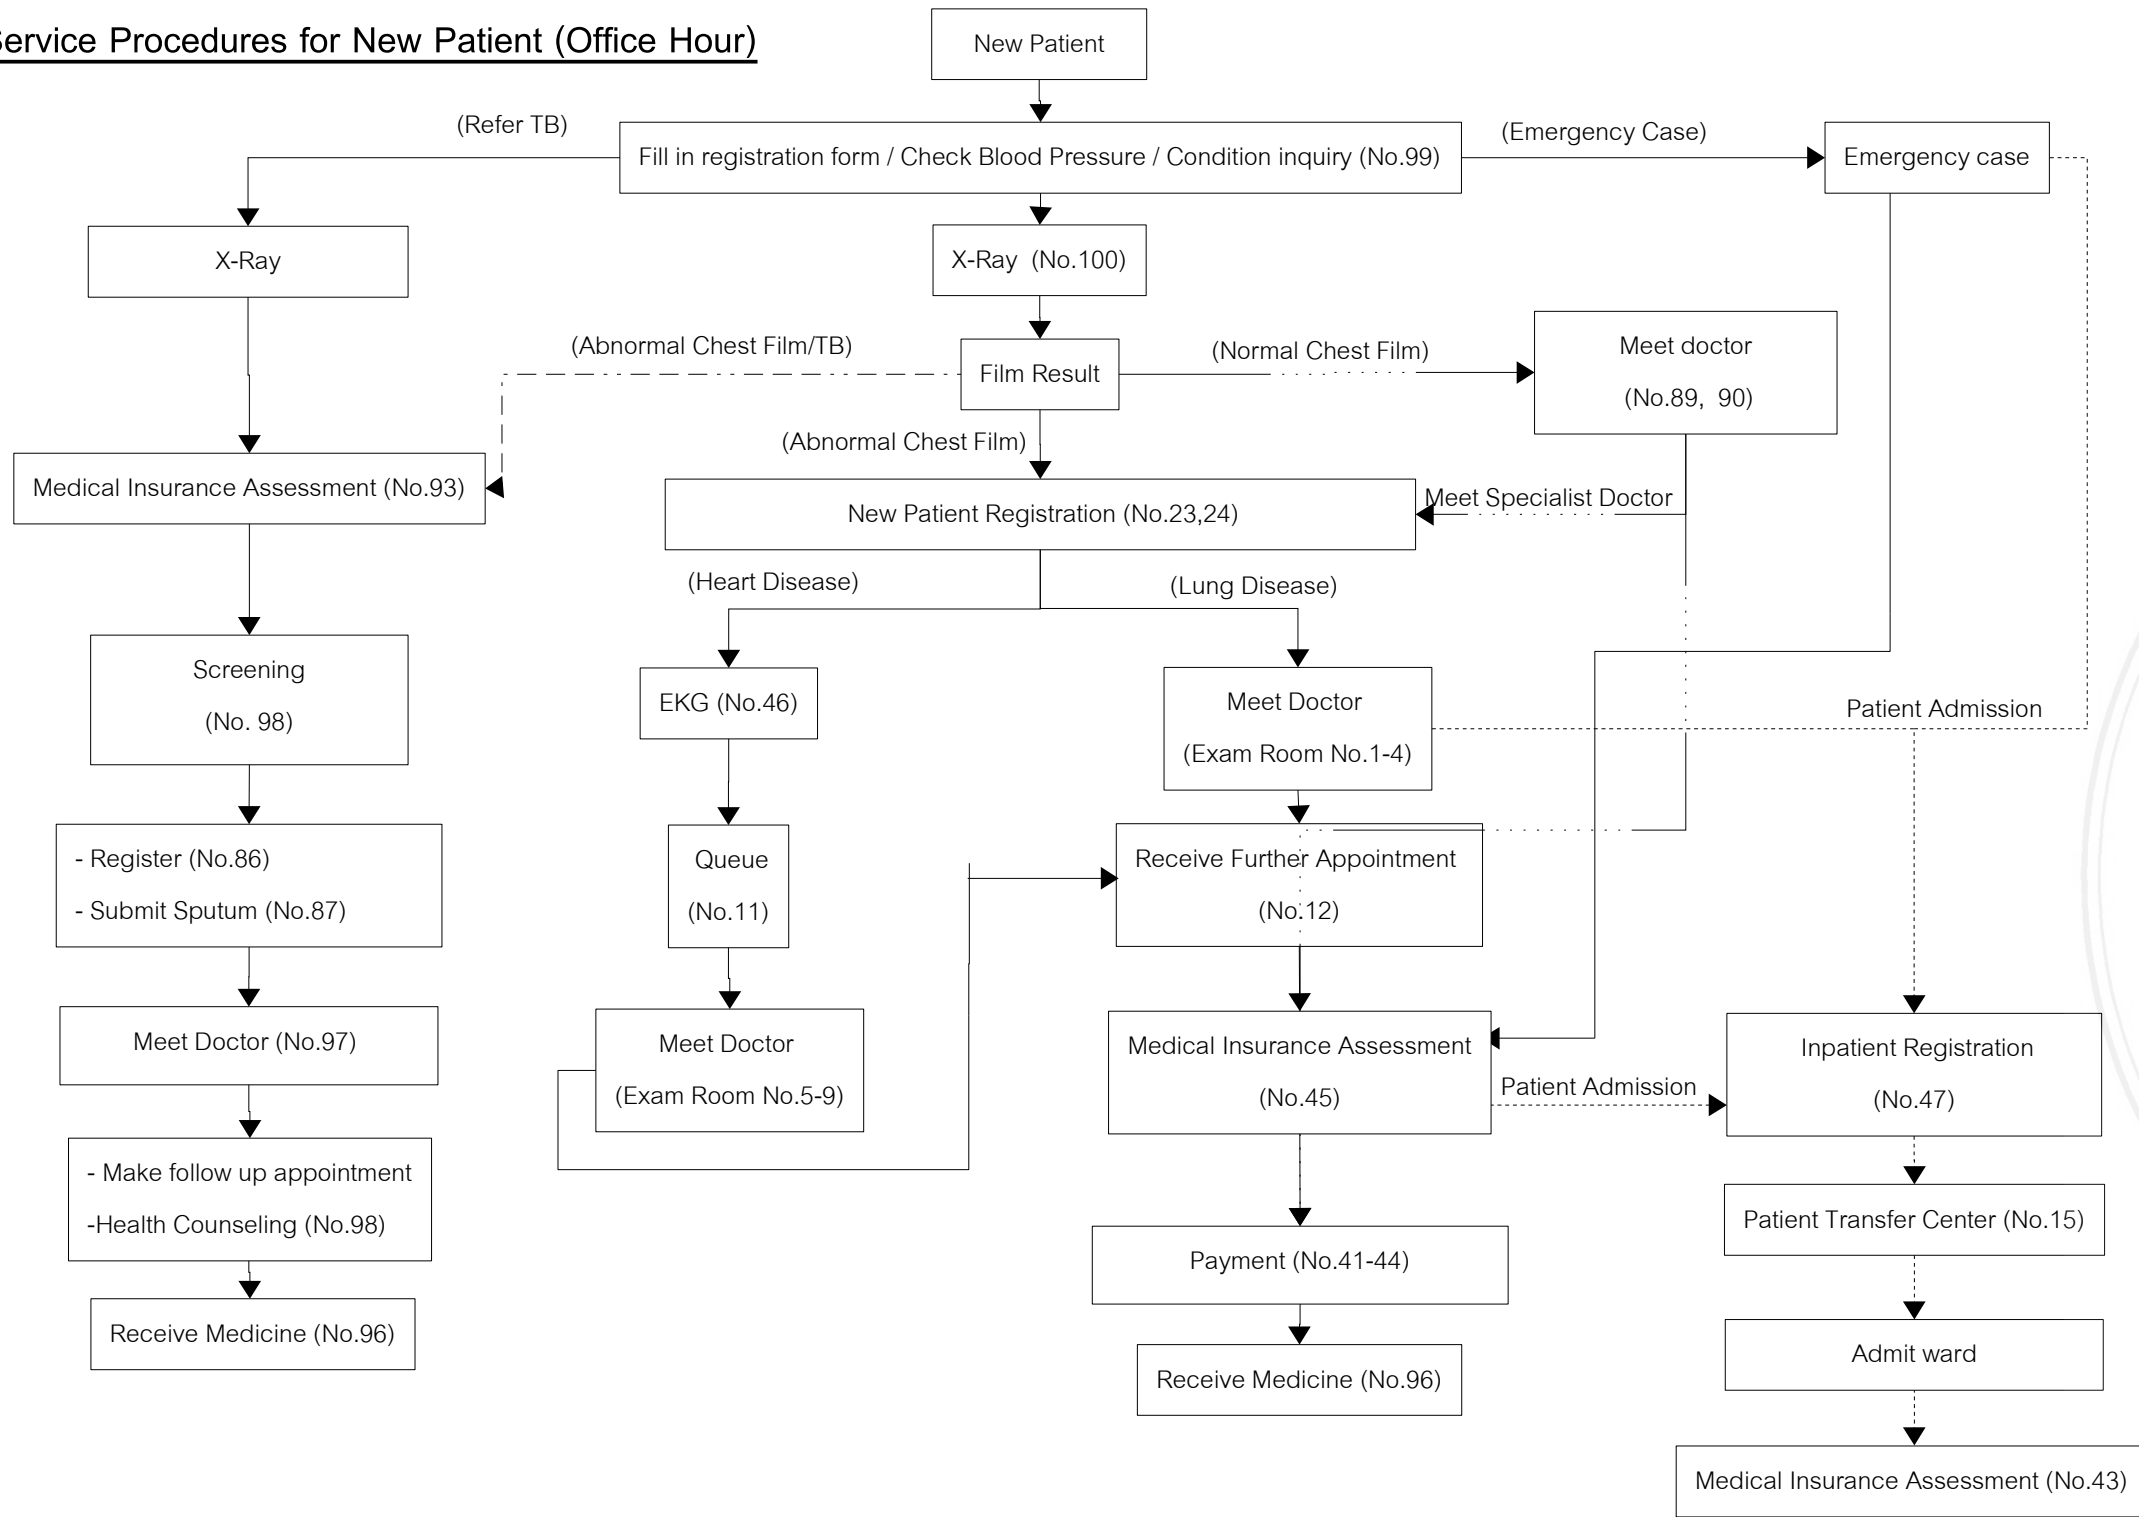 Service Procedures for New Patient (Office Hour)
New Patient
(Refer TB)
Fill in registration form / Check Blood Pressure / Condition inquiry (No.99)
(Emergency Case)
Emergency case
X-Ray
X-Ray (No.100)
(Abnormal Chest Film/TB)
Film Result
(Normal Chest Film)
Meet doctor
(No.89, 90)
(Abnormal Chest Film)
Medical Insurance Assessment (No.93)
New Patient Registration (No.23,24)
Meet Specialist Doctor
(Heart Disease)
(Lung Disease)
Screening
(No. 98)
EKG (No.46)
Meet Doctor
(Exam Room No.1-4)
Patient Admission
- Register (No.86)
- Submit Sputum (No.87)
Queue
(No.11)
Receive Further Appointment
(No.12)
Meet Doctor (No.97)
Meet Doctor
(Exam Room No.5-9)
Medical Insurance Assessment
(No.45)
Patient Admission
Inpatient Registration
(No.47)
- Make follow up appointment
-Health Counseling (No.98)
Payment (No.41-44)
Patient Transfer Center (No.15)
Receive Medicine (No.96)
Receive Medicine (No.96)
Admit ward
Medical Insurance Assessment (No.43)